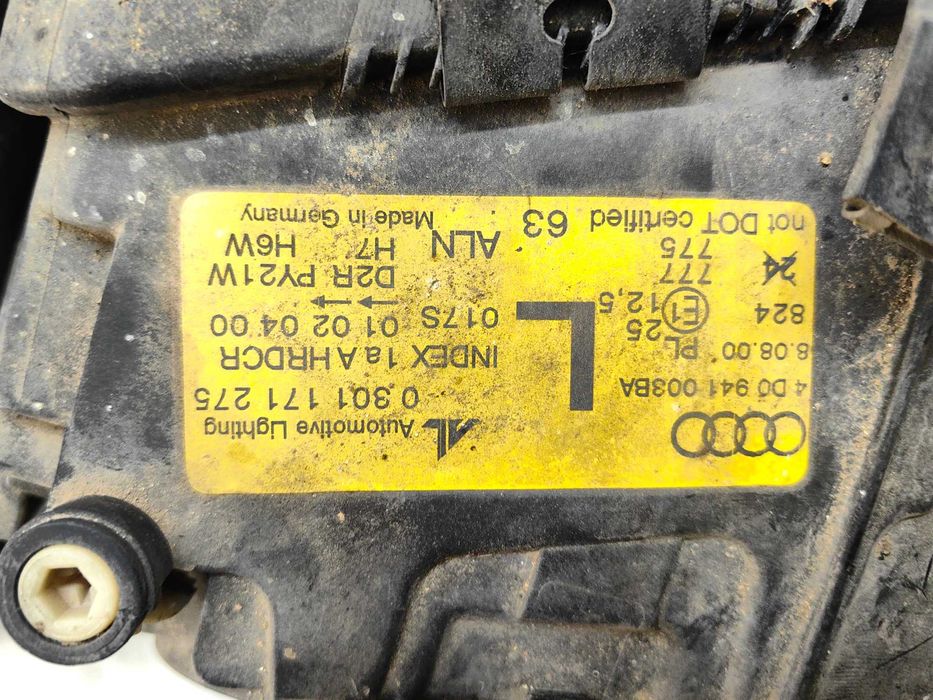 AL Automotive Lighting
4 D0 941 003BA
0 301 171 275
8.08.00 PL 25
INDEX 1a A HRDCR
824 E1 12,5
L
017S 01 02 04 00
← ←
24 777
D2R PY21W
775
ALN H7 H6W
not DOT certified 63 Made in Germany